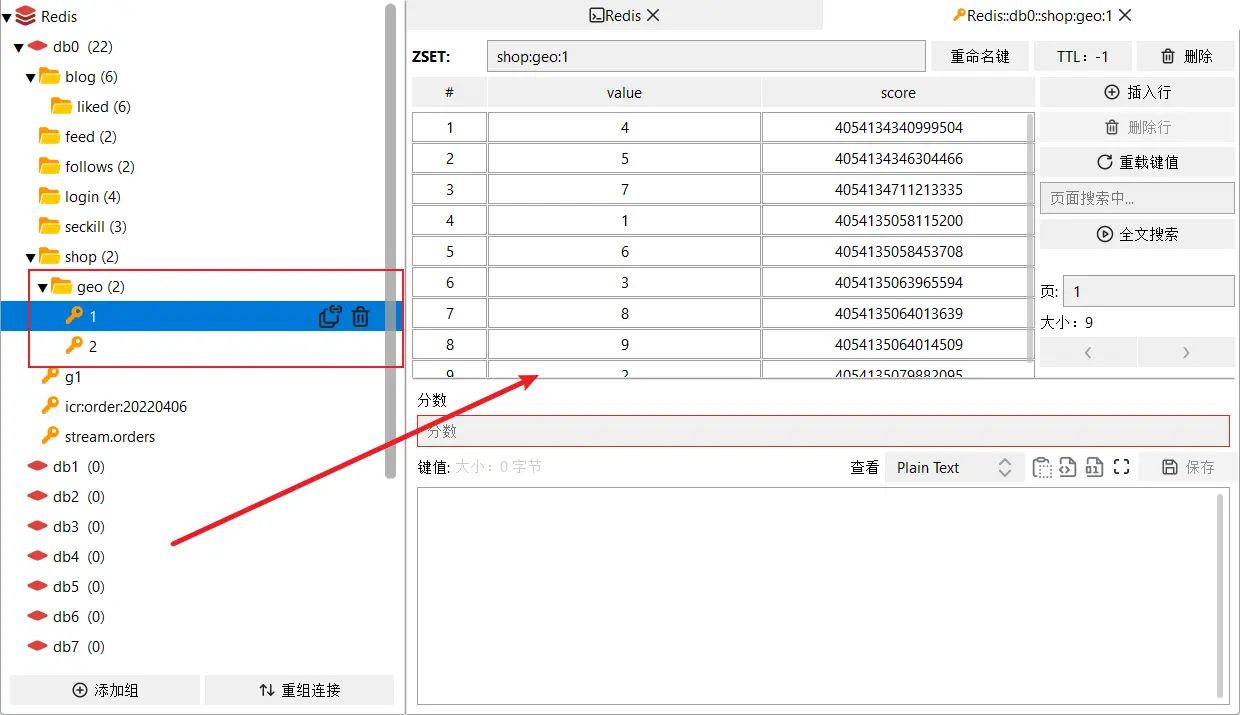 Redis
db0 (22)
blog (6)
liked (6)
feed (2)
follows (2)
login (4)
seckill (3)
shop (2)
geo (2)
1
2
g1
icr:order:20220406
stream.orders
db1 (0)
db2 (0)
db3 (0)
db4 (0)
db5 (0)
db6 (0)
db7 (0)
添加组
重组连接
Redis
Redis::db0::shop:geo:1
ZSET:
shop:geo:1
重命名键
TTL: -1
删除
# value score
1 4 4054134340999504
2 5 4054134346304466
3 7 4054134711213335
4 1 4054135058115200
5 6 4054135058453708
6 3 4054135063965594
7 8 4054135064013639
8 9 4054135064014509
9 2 4054135079882095
插入行
删除行
重载键值
页面搜索中...
全文搜索
页: 1
大小: 9
分数
分数
键值: 大小: 0 字节
查看
Plain Text
保存